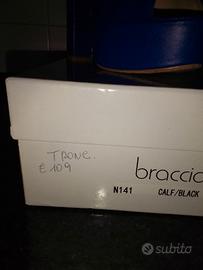 TRONC.
€ 109
braccia
N141 CALF/BLACK
subito